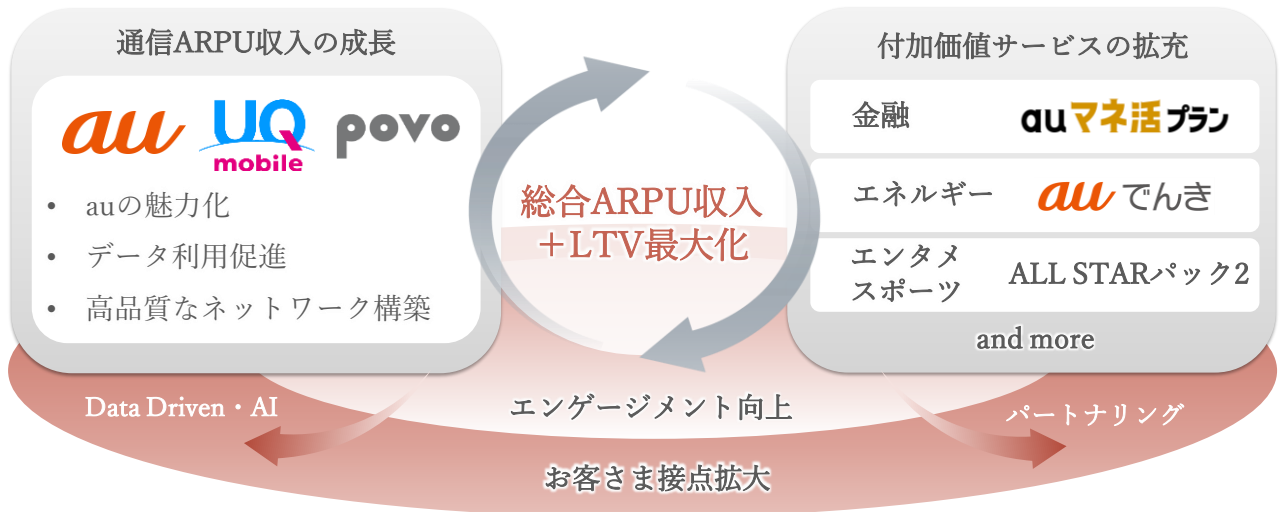 通信ARPU収入の成長
au UQ mobile povo
• auの魅力化
• データ利用促進
• 高品質なネットワーク構築
総合ARPU収入
＋LTV最大化
付加価値サービスの拡充
金融 auマネ活プラン
エネルギー auでんき
エンタメ
スポーツ ALL STARパック2
and more
Data Driven・AI
エンゲージメント向上
パートナリング
お客さま接点拡大